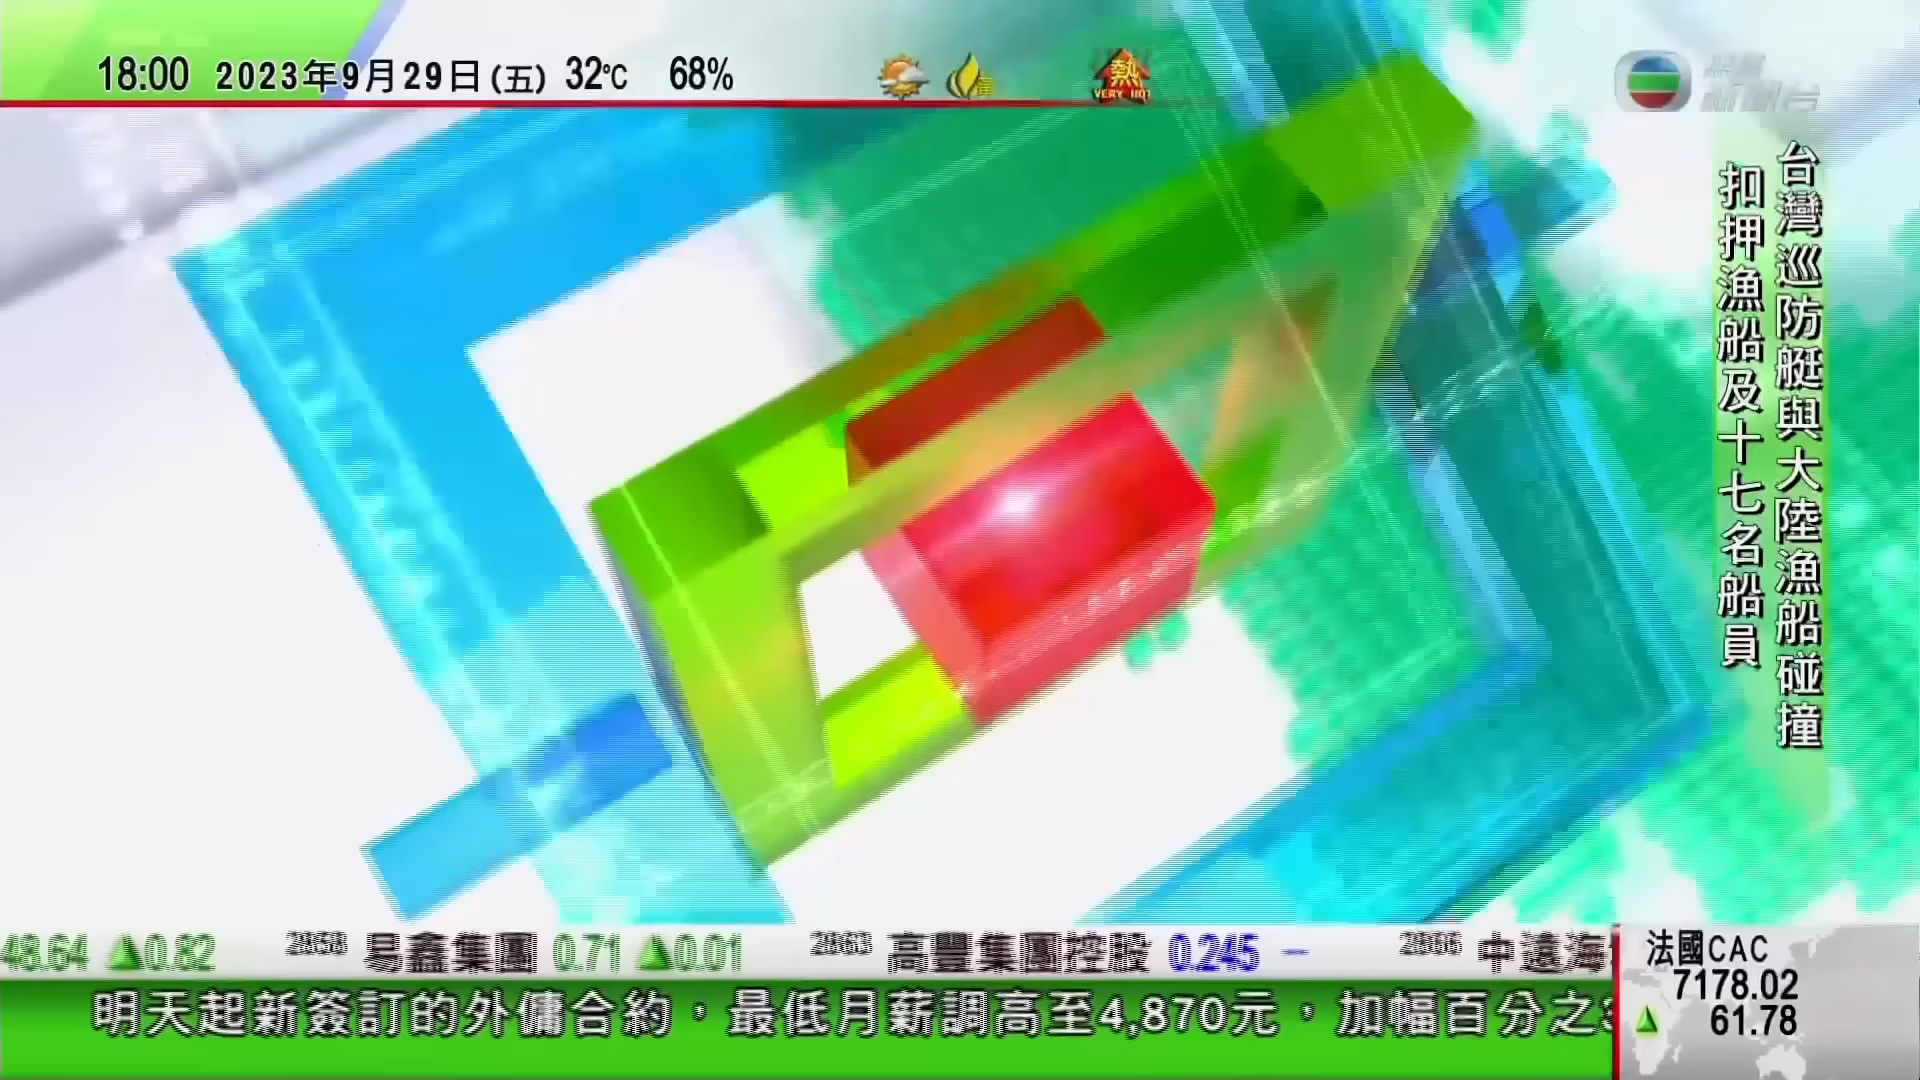 18:00 2023年9月29日(五) 32℃ 68%
熱
VERY HOT
台灣巡防艇與大陸漁船碰撞
扣押漁船及十七名船員
48.64 ▲0.82 2858 易鑫集團 0.71 ▲0.01 2863 高豐集團控股 0.245 — 2866 中遠海
法國CAC
7178.02
▲ 61.78
明天起新簽訂的外傭合約，最低月薪調高至4,870元，加幅百分之